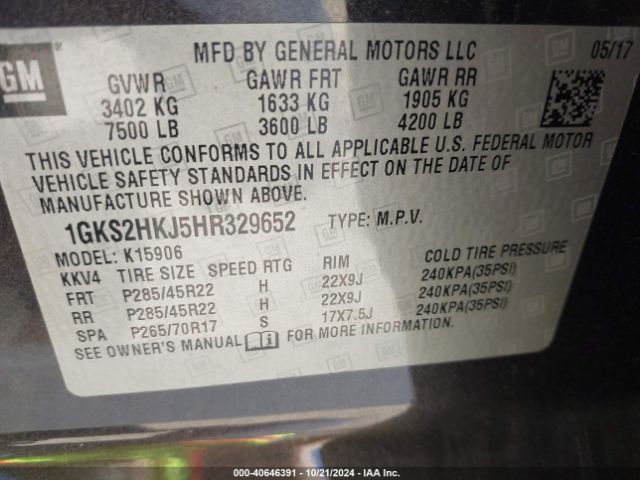 GM
MFD BY GENERAL MOTORS LLC 05/17
GVWR GAWR FRT GAWR RR
3402 KG 1633 KG 1905 KG
7500 LB 3600 LB 4200 LB
THIS VEHICLE CONFORMS TO ALL APPLICABLE U.S. FEDERAL MOTOR
VEHICLE SAFETY STANDARDS IN EFFECT ON THE DATE OF
MANUFACTURE SHOWN ABOVE.
1GKS2HKJ5HR329652 TYPE: M.P.V.
MODEL: K15906
KKV4 TIRE SIZE SPEED RTG RIM COLD TIRE PRESSURE
FRT P285/45R22 H 22X9J 240KPA(35PSI)
RR P285/45R22 H 22X9J 240KPA(35PSI)
SPA P265/70R17 S 17X7.5J 240KPA(35PSI)
SEE OWNER'S MANUAL FOR MORE INFORMATION.
000-40646391 - 10/21/2024 - IAA Inc.